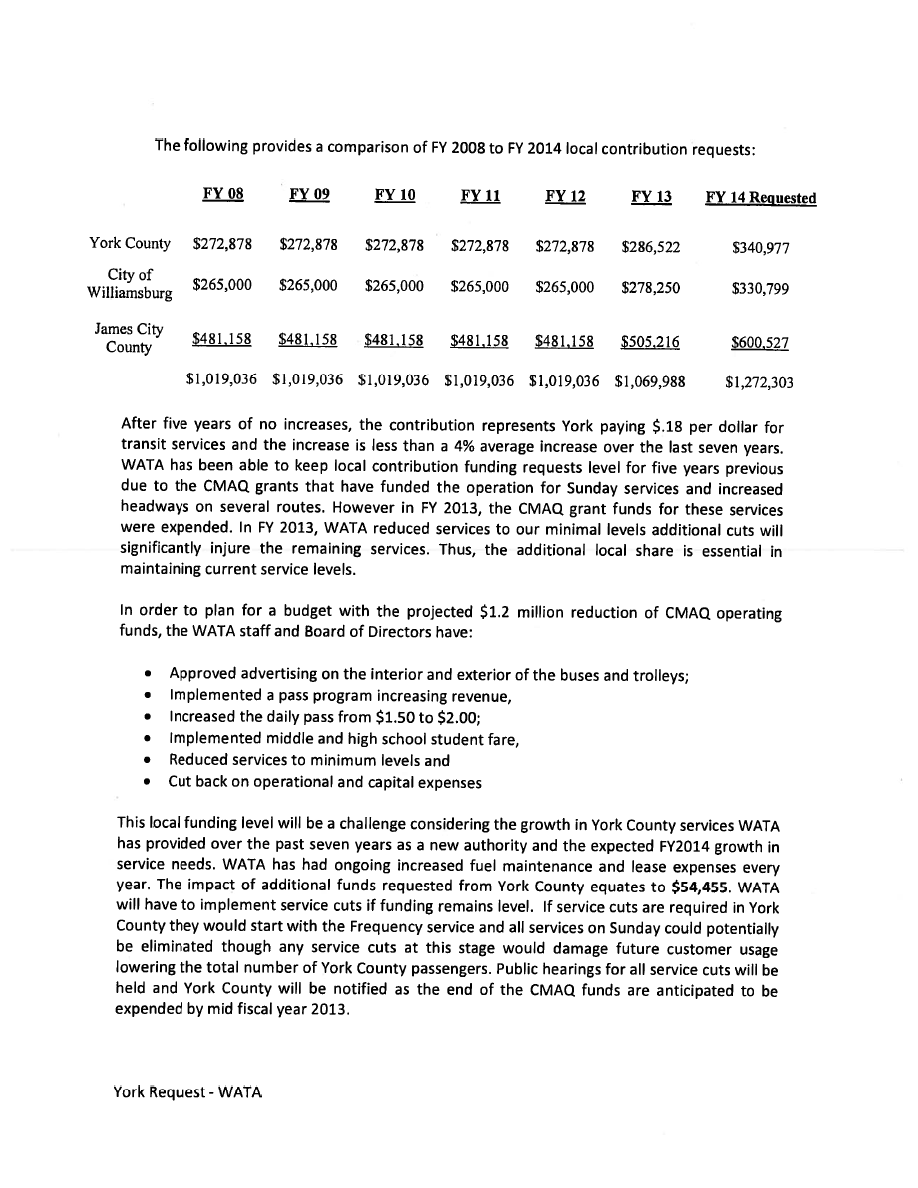 The following provides a comparison of FY 2008 to FY 2014 local contribution requests:
FY 08 FY 09 FY 10 FY 11 FY 12 FY 13 FY 14 Requested
York County $272,878 $272,878 $272,878 $272,878 $272,878 $286,522 $340,977
City of
Williamsburg $265,000 $265,000 $265,000 $265,000 $265,000 $278,250 $330,799
James City
County $481,158 $481,158 $481,158 $481,158 $481,158 $505,216 $600,527
$1,019,036 $1,019,036 $1,019,036 $1,019,036 $1,019,036 $1,069,988 $1,272,303
After five years of no increases, the contribution represents York paying $.18 per dollar for
transit services and the increase is less than a 4% average increase over the last seven years.
WATA has been able to keep local contribution funding requests level for five years previous
due to the CMAQ grants that have funded the operation for Sunday services and increased
headways on several routes. However in FY 2013, the CMAQ grant funds for these services
were expended. In FY 2013, WATA reduced services to our minimal levels additional cuts will
significantly injure the remaining services. Thus, the additional local share is essential in
maintaining current service levels.
In order to plan for a budget with the projected $1.2 million reduction of CMAQ operating
funds, the WATA staff and Board of Directors have:
• Approved advertising on the interior and exterior of the buses and trolleys;
• Implemented a pass program increasing revenue,
• Increased the daily pass from $1.50 to $2.00;
• Implemented middle and high school student fare,
• Reduced services to minimum levels and
• Cut back on operational and capital expenses
This local funding level will be a challenge considering the growth in York County services WATA
has provided over the past seven years as a new authority and the expected FY2014 growth in
service needs. WATA has had ongoing increased fuel maintenance and lease expenses every
year. The impact of additional funds requested from York County equates to $54,455. WATA
will have to implement service cuts if funding remains level. If service cuts are required in York
County they would start with the Frequency service and all services on Sunday could potentially
be eliminated though any service cuts at this stage would damage future customer usage
lowering the total number of York County passengers. Public hearings for all service cuts will be
held and York County will be notified as the end of the CMAQ funds are anticipated to be
expended by mid fiscal year 2013.
York Request - WATA